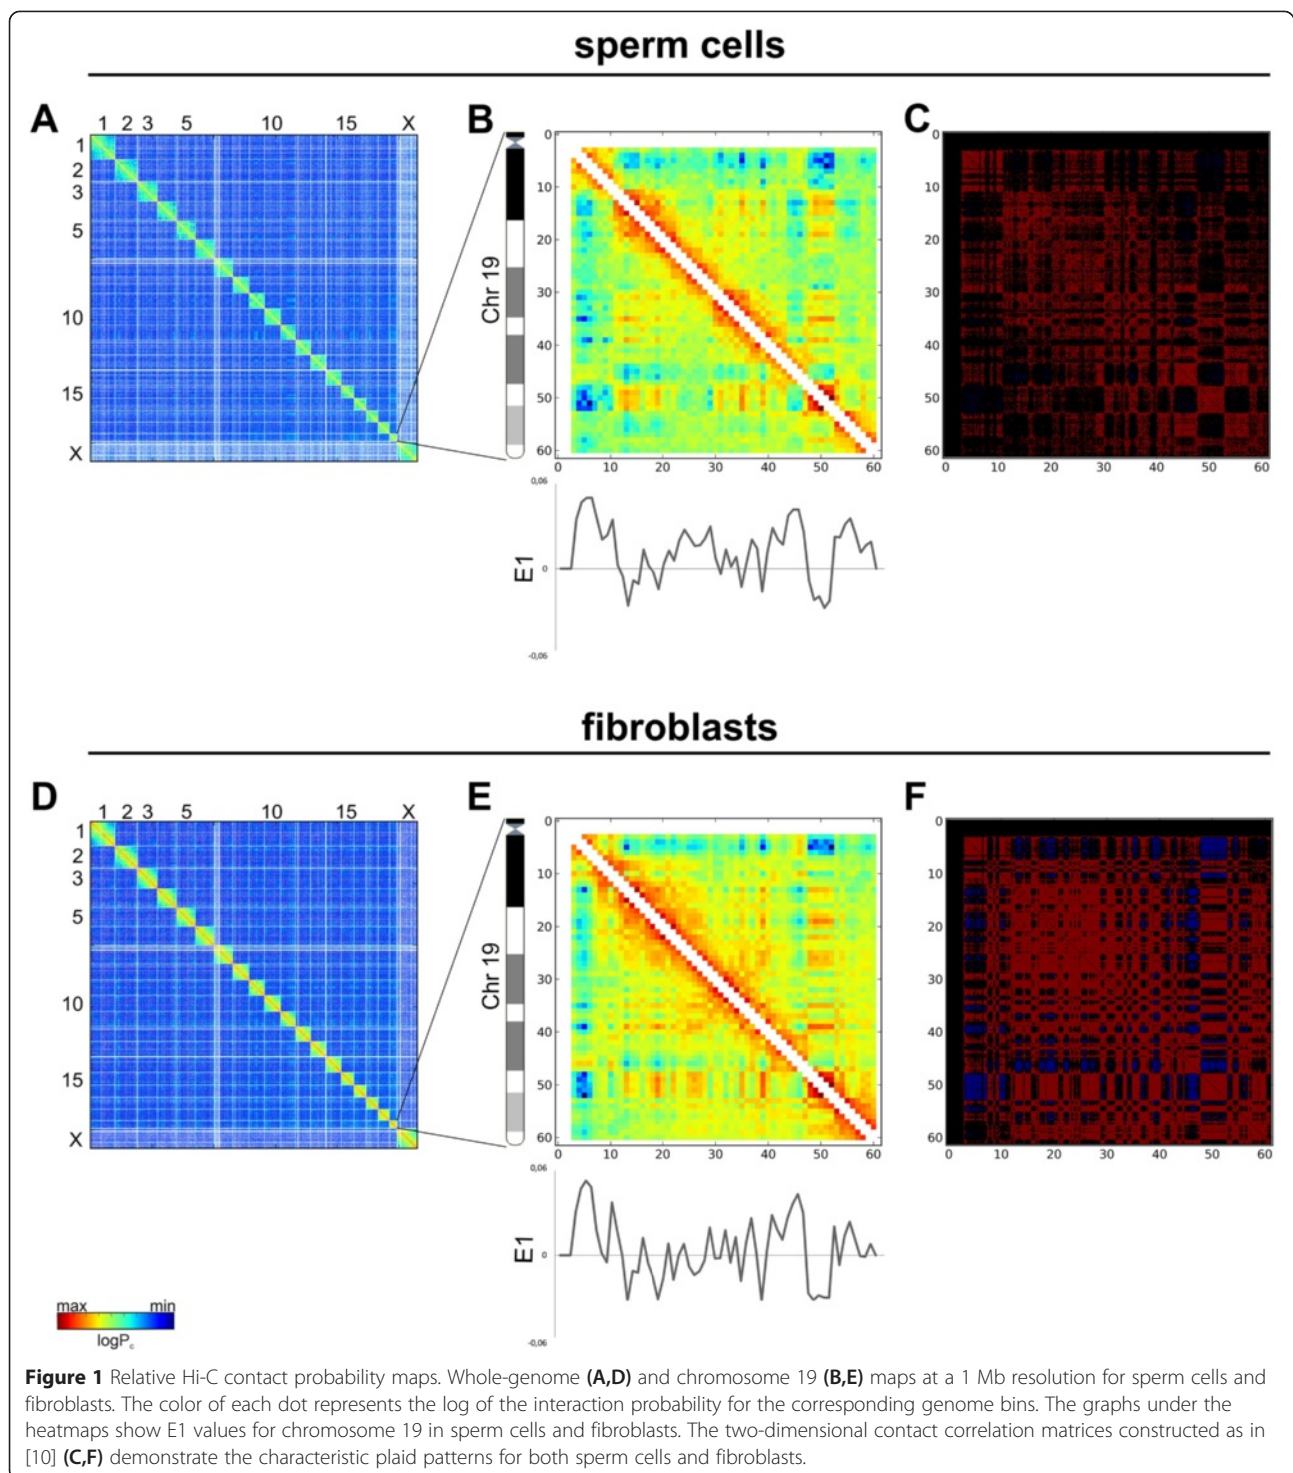 sperm cells
A
1 2 3 5 10 15 X
1
2
3
5
10
15
X
B
Chr 19
0
10
20
30
40
50
60
0 10 20 30 40 50 60
0,06
E1
0
-0,06
C
0
10
20
30
40
50
60
0 10 20 30 40 50 60
fibroblasts
D
1 2 3 5 10 15 X
1
2
3
5
10
15
X
E
Chr 19
0
10
20
30
40
50
60
0 10 20 30 40 50 60
0,06
E1
0
-0,06
F
0
10
20
30
40
50
60
0 10 20 30 40 50 60
max min
logPc
Figure 1 Relative Hi-C contact probability maps. Whole-genome (A,D) and chromosome 19 (B,E) maps at a 1 Mb resolution for sperm cells and
fibroblasts. The color of each dot represents the log of the interaction probability for the corresponding genome bins. The graphs under the
heatmaps show E1 values for chromosome 19 in sperm cells and fibroblasts. The two-dimensional contact correlation matrices constructed as in
[10] (C,F) demonstrate the characteristic plaid patterns for both sperm cells and fibroblasts.